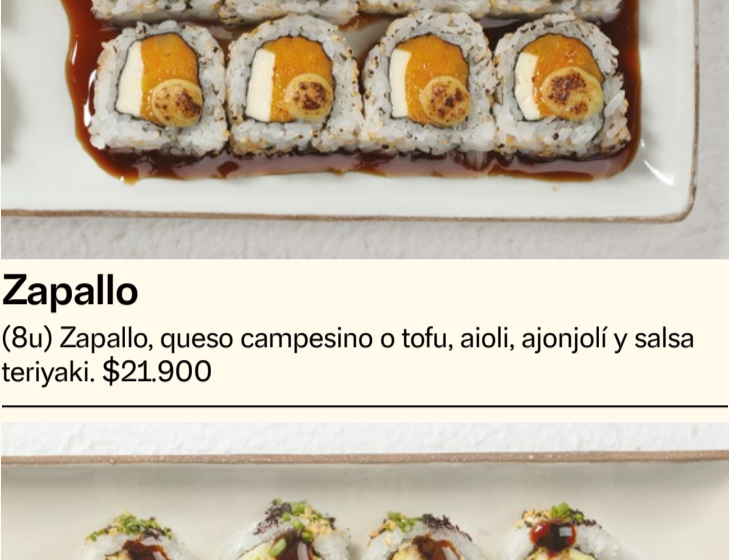 Zapallo
(8u) Zapallo, queso campesino o tofu, aioli, ajonjolí y salsa
teriyaki. $21.900